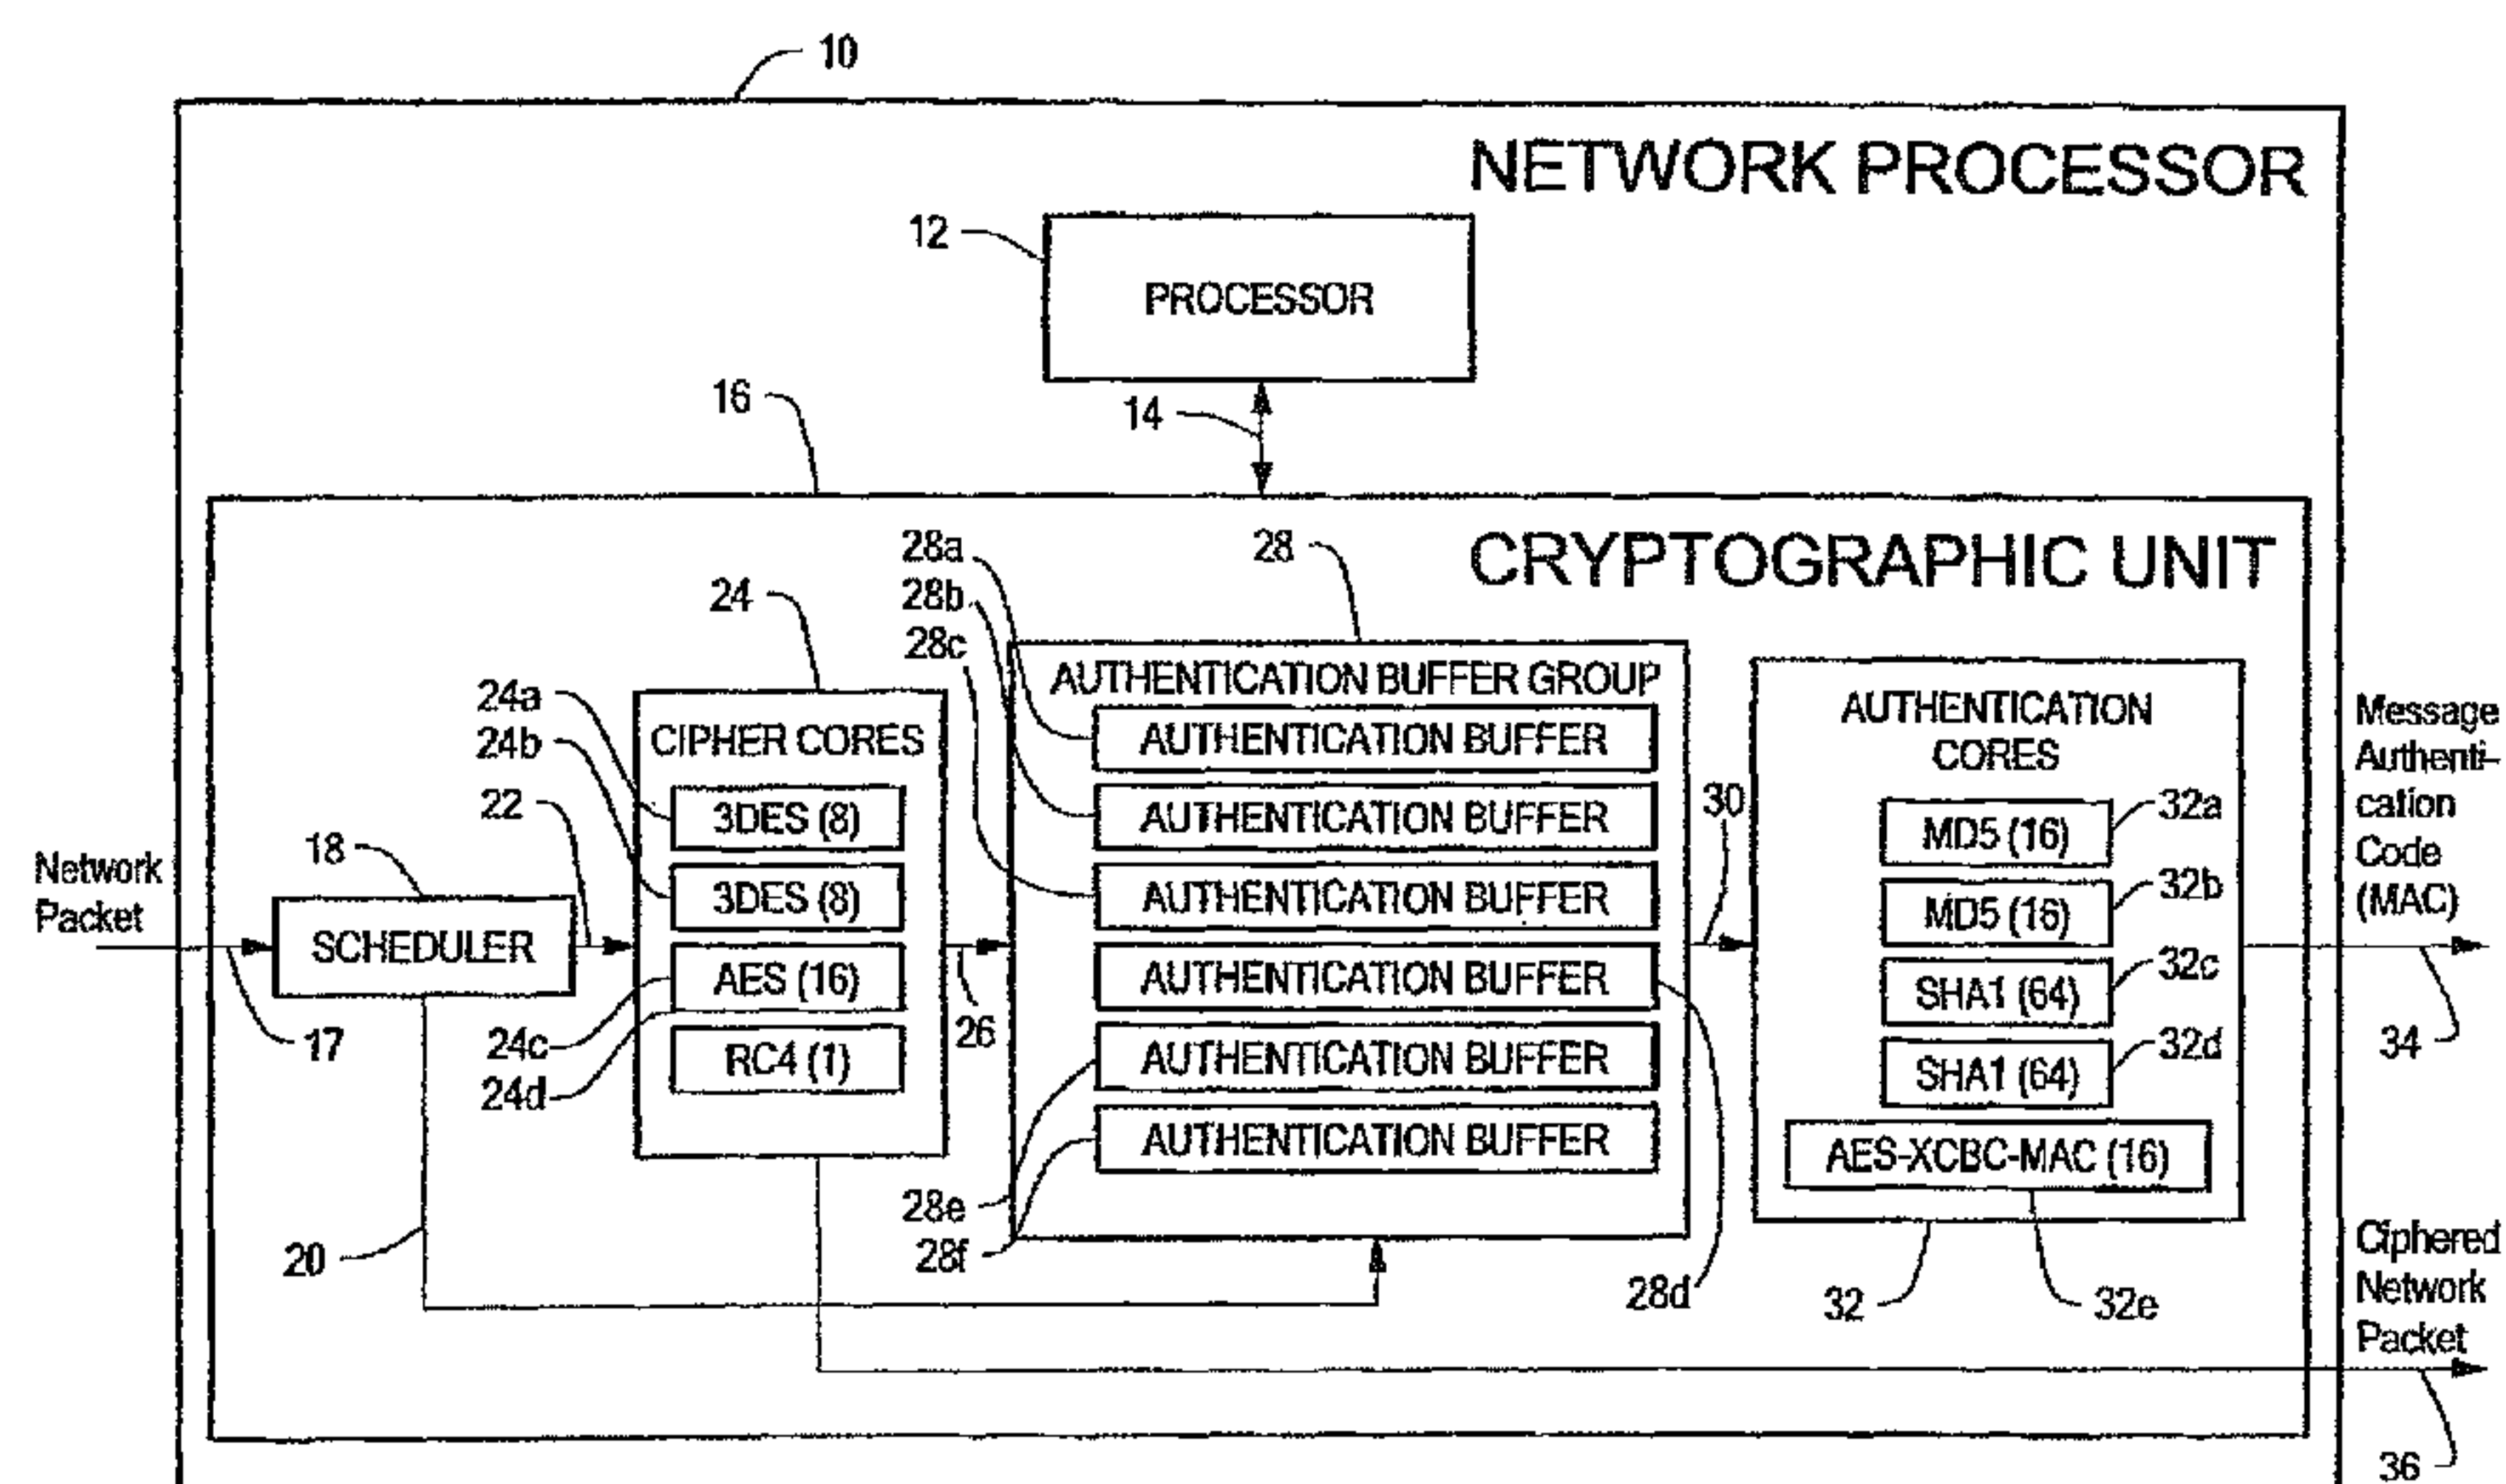 10
NETWORK PROCESSOR
12
PROCESSOR
14
16
CRYPTOGRAPHIC UNIT
28
28a
28b
28c
24
AUTHENTICATION BUFFER GROUP
AUTHENTICATION BUFFER
AUTHENTICATION BUFFER
AUTHENTICATION BUFFER
AUTHENTICATION BUFFER
AUTHENTICATION BUFFER
AUTHENTICATION BUFFER
24a
24b
22
CIPHER CORES
3DES (8)
3DES (8)
AES (16)
RC4 (1)
24c
24d
Network
Packet
18
SCHEDULER
17
20
26
28e
28f
28d
30
AUTHENTICATION
CORES
MD5 (16)
MD5 (16)
SHA1 (64)
SHA1 (64)
AES-XCBC-MAC (16)
32a
32b
32c
32d
32
32e
Message
Authenti-
cation
Code
(MAC)
34
Ciphered
Network
Packet
36